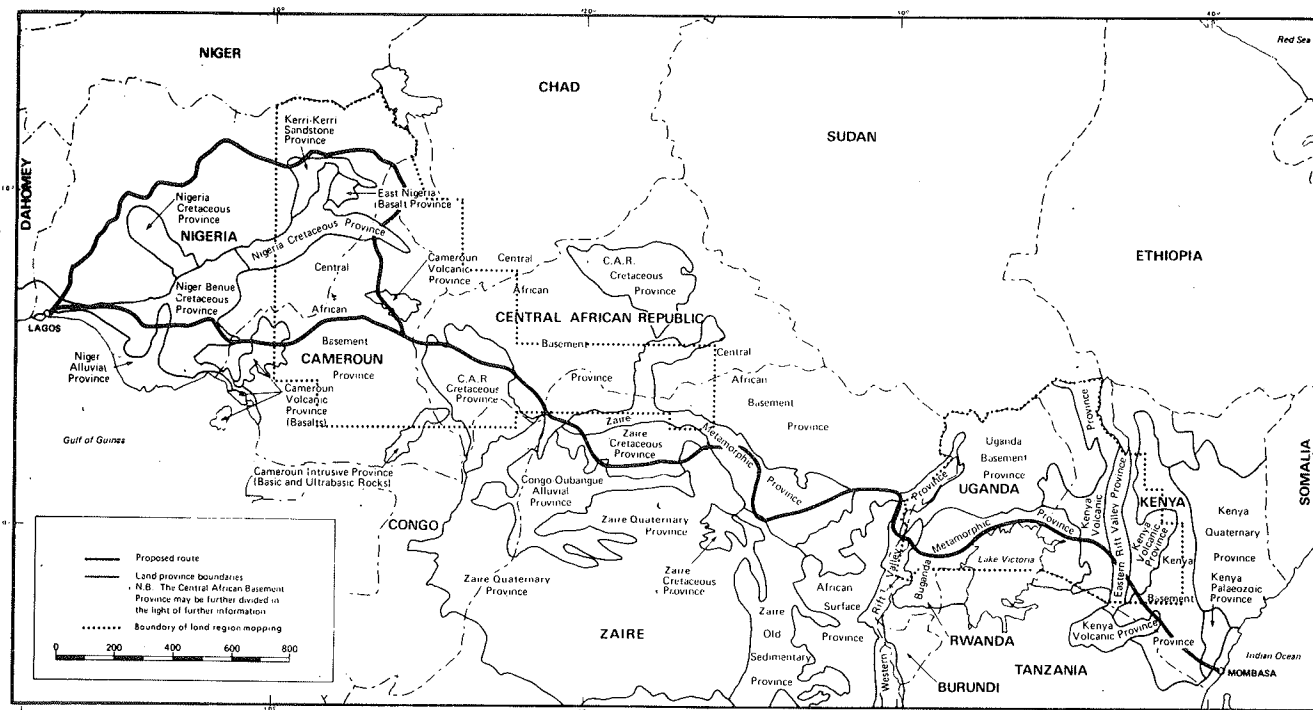 10°
20°
30°
40°
NIGER
CHAD
SUDAN
Red Sea
Kerri-Kerri
Sandstone
Province
DAHOMEY
10°
Nigeria
Cretaceous
Province
NIGERIA
East Nigeria
Basalt Province
Nigeria Cretaceous Province
Central
African
Basement
Province
Niger Benue
Cretaceous
Province
Cameroun
Volcanic
Province
Central
African
Basement
C.A.R.
Cretaceous
Province
ETHIOPIA
CENTRAL AFRICAN REPUBLIC
LAGOS
Niger
Alluvial
Province
CAMEROUN
Cameroun
Volcanic
Province
(Basalts)
Gulf of Guinea
C.A.R
Cretaceous
Province
Province
Central
African
Basement
Province
Zaire
Metamorphic
Province
Zaire
Cretaceous
Province
Cameroun Intrusive Province
(Basic and Ultrabasic Rocks)
Congo-Oubangue
Alluvial
Province
CONGO
Zaire Quaternary
Province
Zaire Quaternary
Province
Zaire
Cretaceous
Province
ZAIRE
Zaire
Old
Sedimentary
Province
African
Surface
Province
Western
Rift
Valley
Province
Uganda
Basement
Province
UGANDA
Province
Buganda
Metamorphic
Province
Lake Victoria
RWANDA
BURUNDI
TANZANIA
Kenya
Volcanic
Eastern Rift Valley Province
KENYA
Kenya
Volcanic
Province
Kenya
Basement
Province
Kenya
Volcanic Province
Kenya
Quaternary
Province
Kenya
Palaeozoic
Province
SOMALIA
Indian Ocean
MOMBASA
0°
Proposed route
Land province boundaries
N.B. The Central African Basement
Province may be further divided in
the light of further information
Boundary of land region mapping
0 200 400 600 800